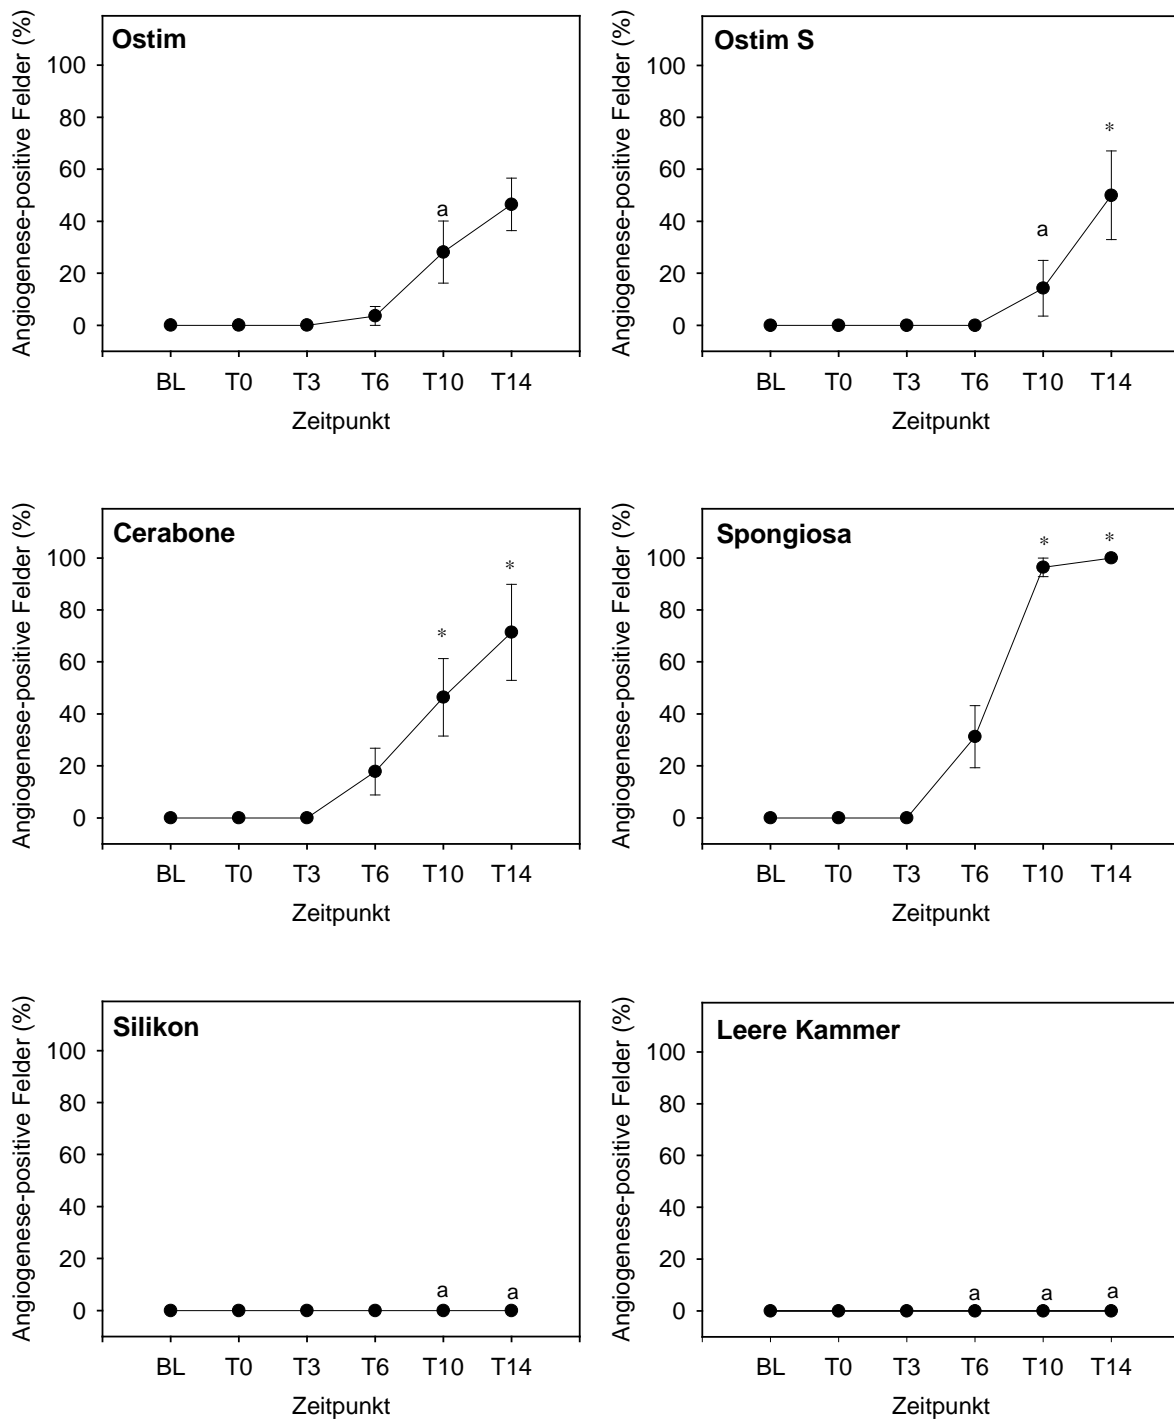 Ostim
Angiogenese-positive Felder (%)
100
80
60
40
20
0
a
BL T0 T3 T6 T10 T14
Zeitpunkt
Ostim S
Angiogenese-positive Felder (%)
100
80
60
40
20
0
a
*
BL T0 T3 T6 T10 T14
Zeitpunkt
Cerabone
Angiogenese-positive Felder (%)
100
80
60
40
20
0
*
*
BL T0 T3 T6 T10 T14
Zeitpunkt
Spongiosa
Angiogenese-positive Felder (%)
100
80
60
40
20
0
* *
BL T0 T3 T6 T10 T14
Zeitpunkt
Silikon
Angiogenese-positive Felder (%)
100
80
60
40
20
0
a a
BL T0 T3 T6 T10 T14
Zeitpunkt
Leere Kammer
Angiogenese-positive Felder (%)
100
80
60
40
20
0
a a a
BL T0 T3 T6 T10 T14
Zeitpunkt